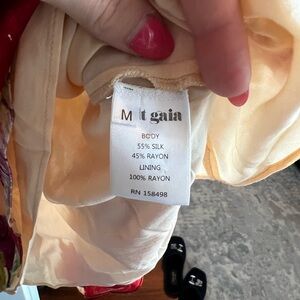 M t gaia
BODY
55% SILK
45% RAYON
LINING
100% RAYON
RN 158498